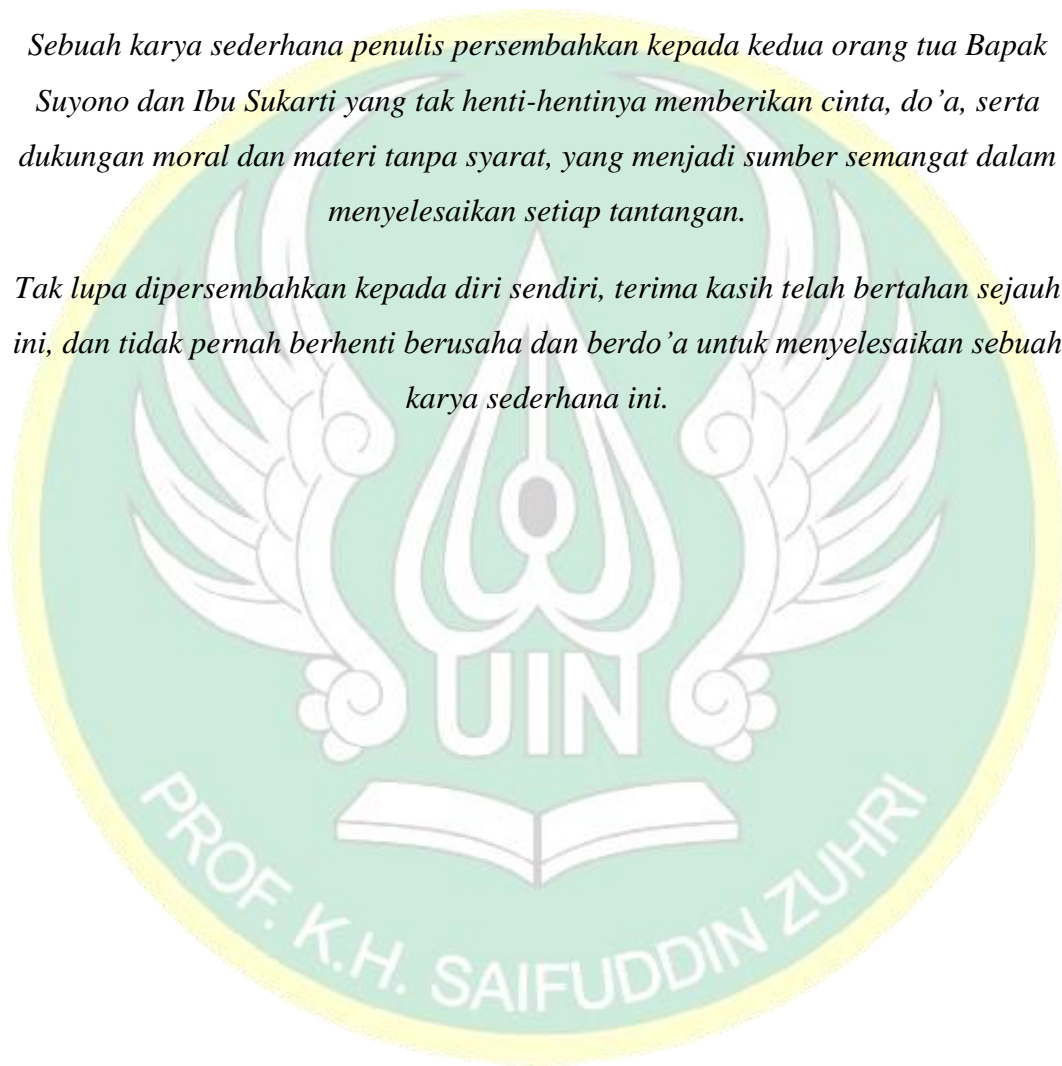 Sebuah karya sederhana penulis persembahkan kepada kedua orang tua Bapak
Suyono dan Ibu Sukarti yang tak henti-hentinya memberikan cinta, do’a, serta
dukungan moral dan materi tanpa syarat, yang menjadi sumber semangat dalam
menyelesaikan setiap tantangan.
Tak lupa dipersembahkan kepada diri sendiri, terima kasih telah bertahan sejauh
ini, dan tidak pernah berhenti berusaha dan berdo’a untuk menyelesaikan sebuah
karya sederhana ini.
UIN
PROF. K.H. SAIFUDDIN ZUHRI